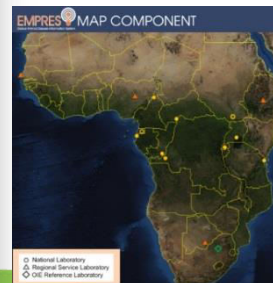 EMPRES MAP COMPONENT
National Laboratory
Regional Service Laboratory
OIE Reference Laboratory